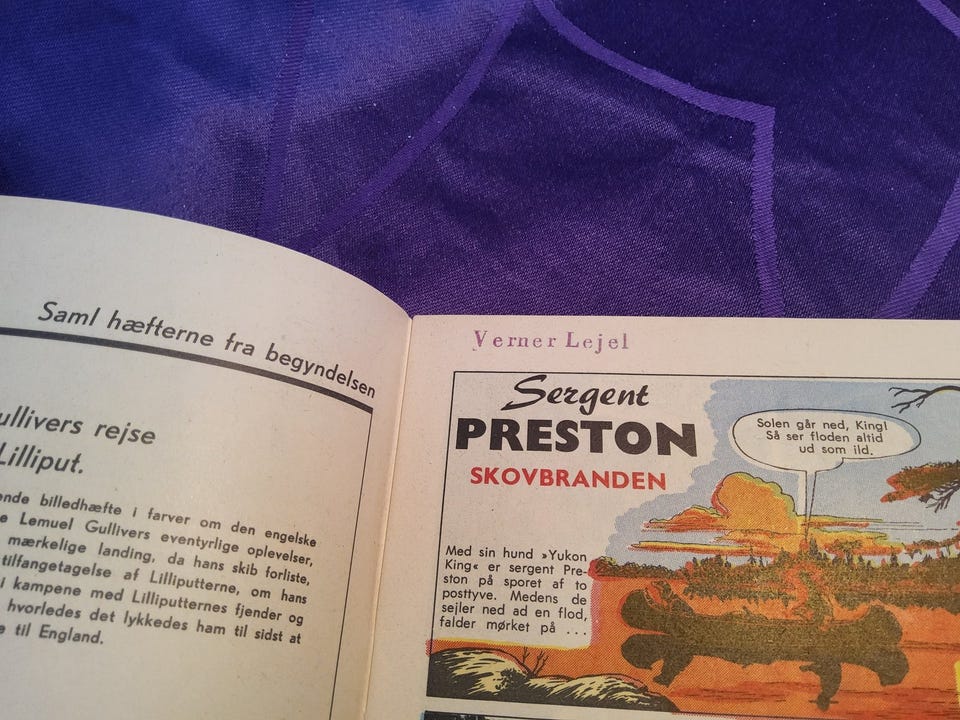 Saml hæfterne fra begyndelsen
ullivers rejse
Lilliput.
ende billedhæfte i farver om den engelske
e Lemuel Gullivers eventyrlige oplevelser,
mærkelige landing, da hans skib forliste,
tilfangetagelse af Lilliputterne, om hans
i kampene med Lilliputternes fjender og
hvorledes det lykkedes ham til sidst at
e til England.
Verner Lejel
Sergent
PRESTON
SKOVBRANDEN
Solen går ned, King!
Så ser floden altid
ud som ild.
Med sin hund »Yukon
King« er sergent Pre-
ston på sporet af to
posttyve. Medens de
sejler ned ad en flod,
falder mørket på ...